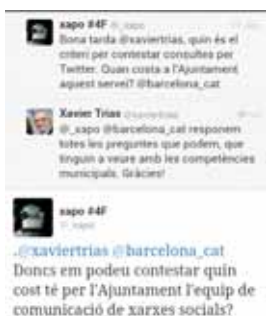 xapo #4F @_xapo
Bona tarda @xaviertrias, quin és el
criteri per contestar consultes per
Twitter. Quan costa a l'Ajuntament
aquest servei? @barcelona_cat
Xavier Trias @xaviertrias
@_xapo @barcelona_cat responem
totes les preguntes que podem, que
tinguin a veure amb les competències
municipals. Gràcies!
xapo #4F
@_xapo
.@xaviertrias @barcelona_cat
Doncs em podeu contestar quin
cost té per l'Ajuntament l'equip de
comunicació de xarxes socials?